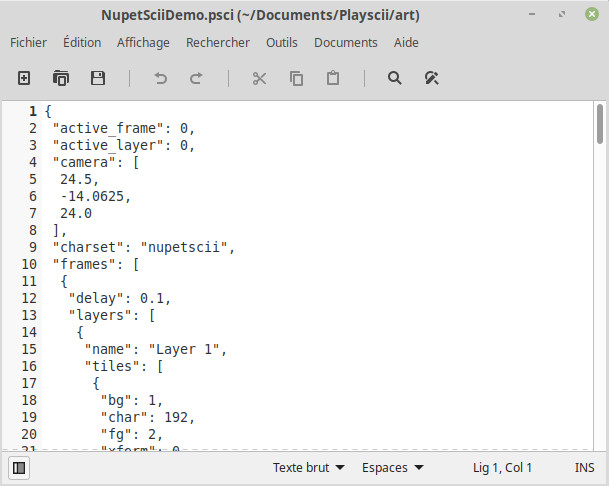 NupetSciiDemo.psci (~/Documents/Playscii/art)
Fichier Édition Affichage Rechercher Outils Documents Aide
1 {
2 "active_frame": 0,
3 "active_layer": 0,
4 "camera": [
5 24.5,
6 -14.0625,
7 24.0
8 ],
9 "charset": "nupetscii",
10 "frames": [
11 {
12 "delay": 0.1,
13 "layers": [
14 {
15 "name": "Layer 1",
16 "tiles": [
17 {
18 "bg": 1,
19 "char": 192,
20 "fg": 2,
21 "xform": 0
Texte brut Espaces Lig 1, Col 1 INS